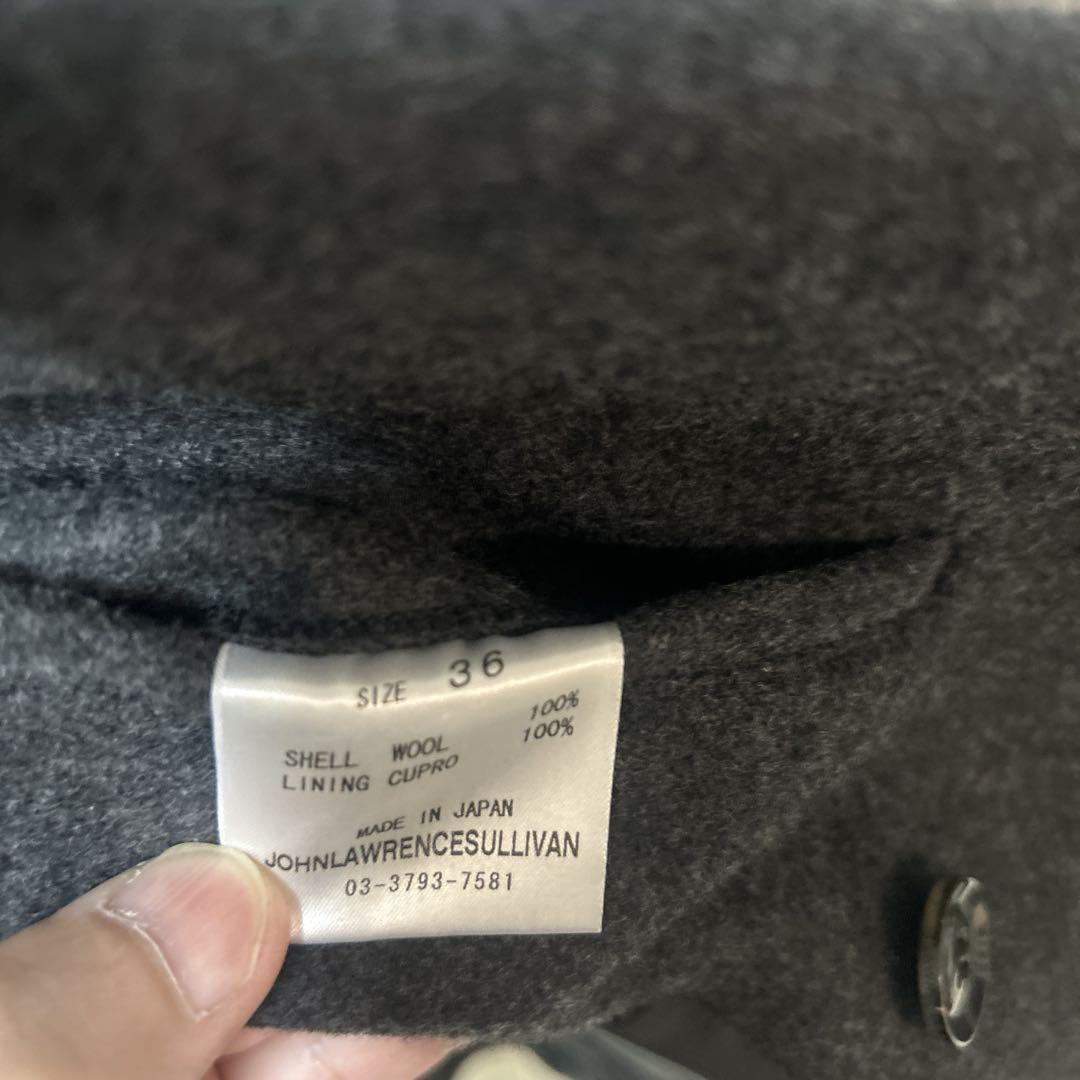 SIZE 36
SHELL WOOL 100%
LINING CUPRO 100%
MADE IN JAPAN
JOHNLAWRENCESULLIVAN
03-3793-7581